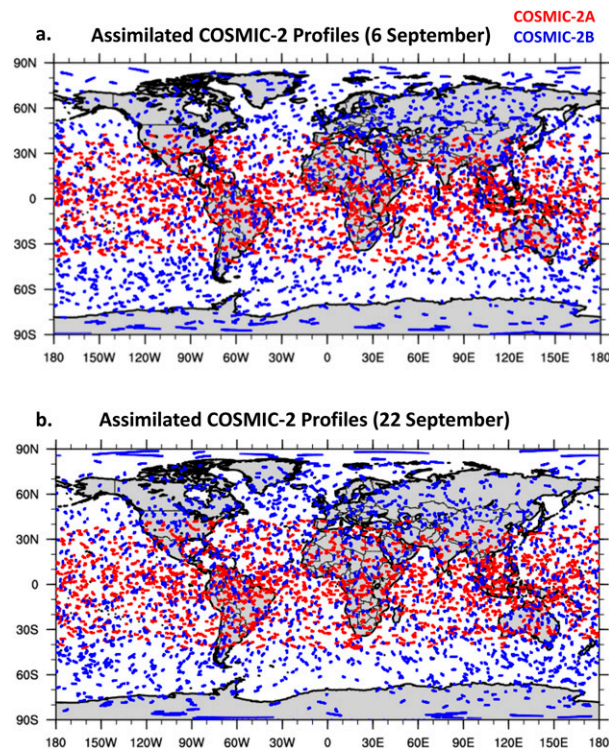 COSMIC-2A
a. Assimilated COSMIC-2 Profiles (6 September) COSMIC-2B
90N
60N
30N
0
30S
60S
90S
180 150W 120W 90W 60W 30W 0 30E 60E 90E 120E 150E 180
b. Assimilated COSMIC-2 Profiles (22 September)
90N
60N
30N
0
30S
60S
90S
180 150W 120W 90W 60W 30W 0 30E 60E 90E 120E 150E 180